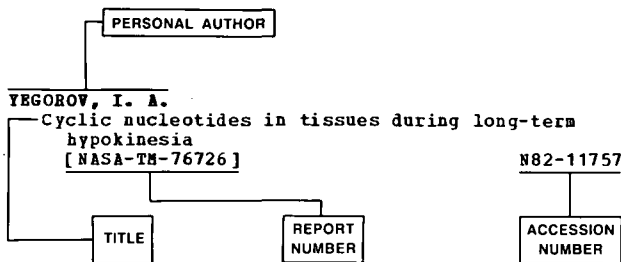 PERSONAL AUTHOR
YEGOROV, I. A.
Cyclic nucleotides in tissues during long-term
hypokinesia
[NASA-TM-76726] N82-11757
TITLE
REPORT
NUMBER
ACCESSION
NUMBER